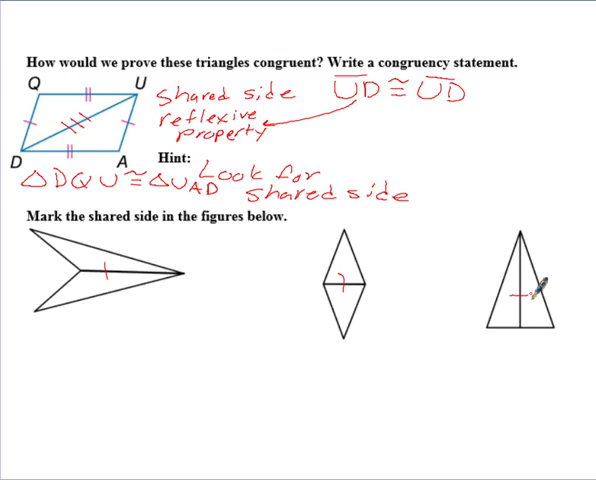 How would we prove these triangles congruent? Write a congruency statement.
Q U
shared side UD ≅ UD
reflexive
property
D A Hint:
△DQU ≅ △UAD Look for
shared side
Mark the shared side in the figures below.